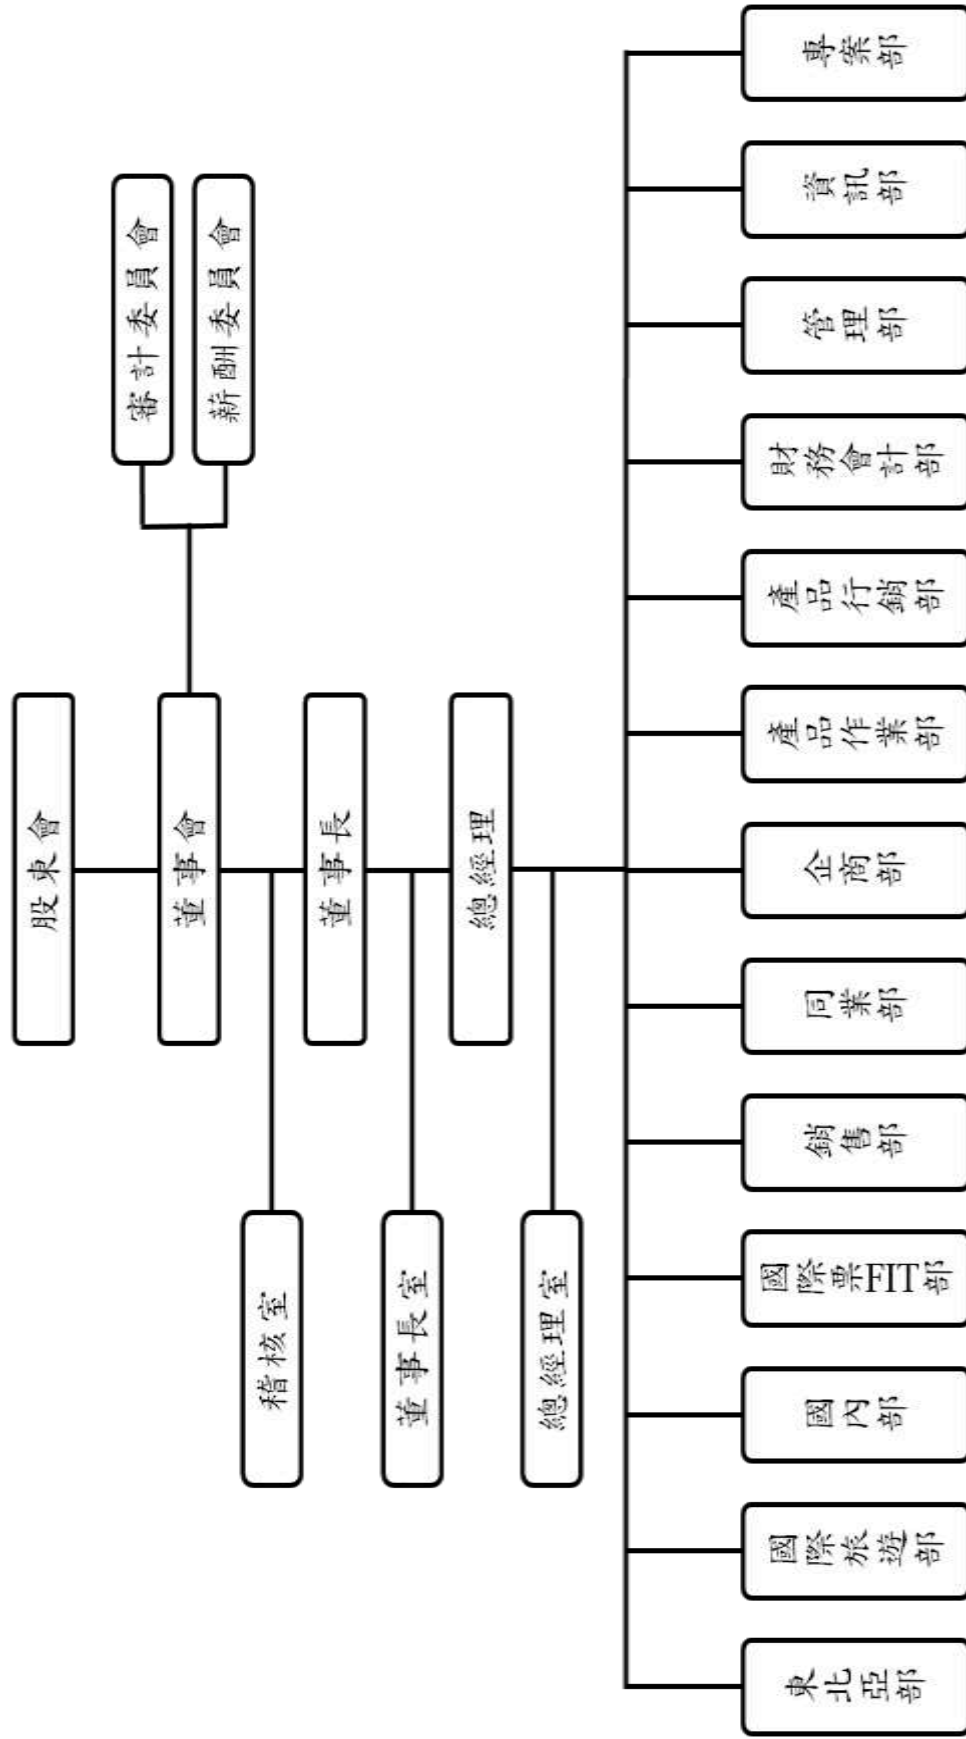 股東會
董事會
審計委員會
薪酬委員會
稽核室
董事長
董事長室
總經理
總經理室
東北亞部
國際旅遊部
國內部
國際票FIT部
銷售部
同業部
企商部
產品作業部
產品行銷部
財務會計部
管理部
資訊部
專案部